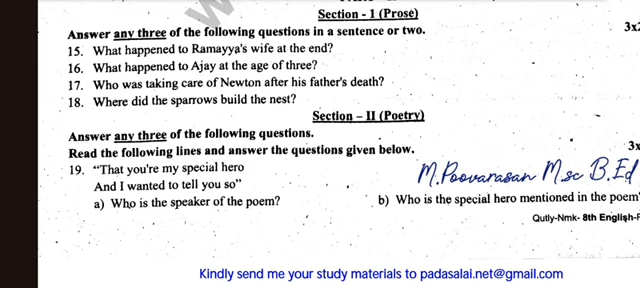 Section - 1 (Prose)
Answer any three of the following questions in a sentence or two.
15. What happened to Ramayya's wife at the end?
16. What happened to Ajay at the age of three?
17. Who was taking care of Newton after his father's death?
18. Where did the sparrows build the nest?
Section – II (Poetry)
Answer any three of the following questions.
3x
Read the following lines and answer the questions given below.
19. “That you're my special hero
And I wanted to tell you so”
M.Poovarasan M.sc B.Ed
a) Who is the speaker of the poem? b) Who is the special hero mentioned in the poem
Qutly-Nmk- 8th English-
Kindly send me your study materials to padasalai.net@gmail.com